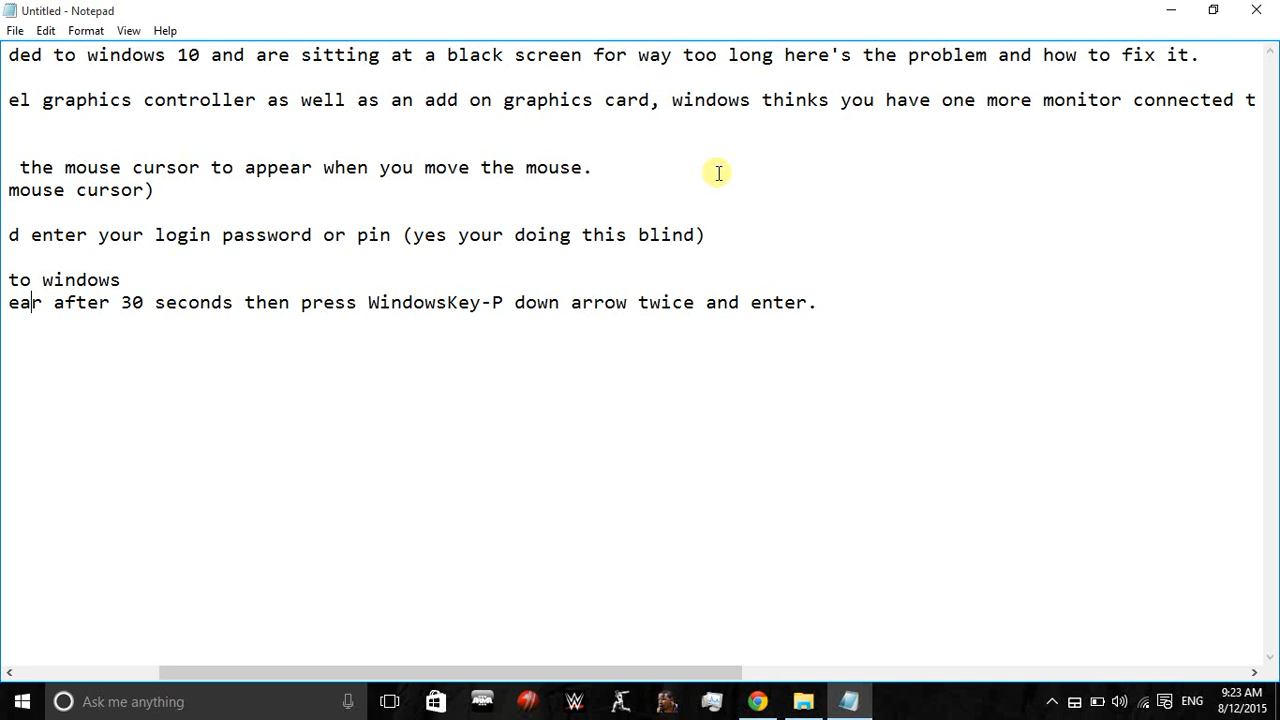 Untitled - Notepad
File Edit Format View Help
ded to windows 10 and are sitting at a black screen for way too long here's the problem and how to fix it.
el graphics controller as well as an add on graphics card, windows thinks you have one more monitor connected t
the mouse cursor to appear when you move the mouse.
mouse cursor)
d enter your login password or pin (yes your doing this blind)
to windows
ear after 30 seconds then press WindowsKey-P down arrow twice and enter.
Ask me anything
ENG
9:23 AM
8/12/2015